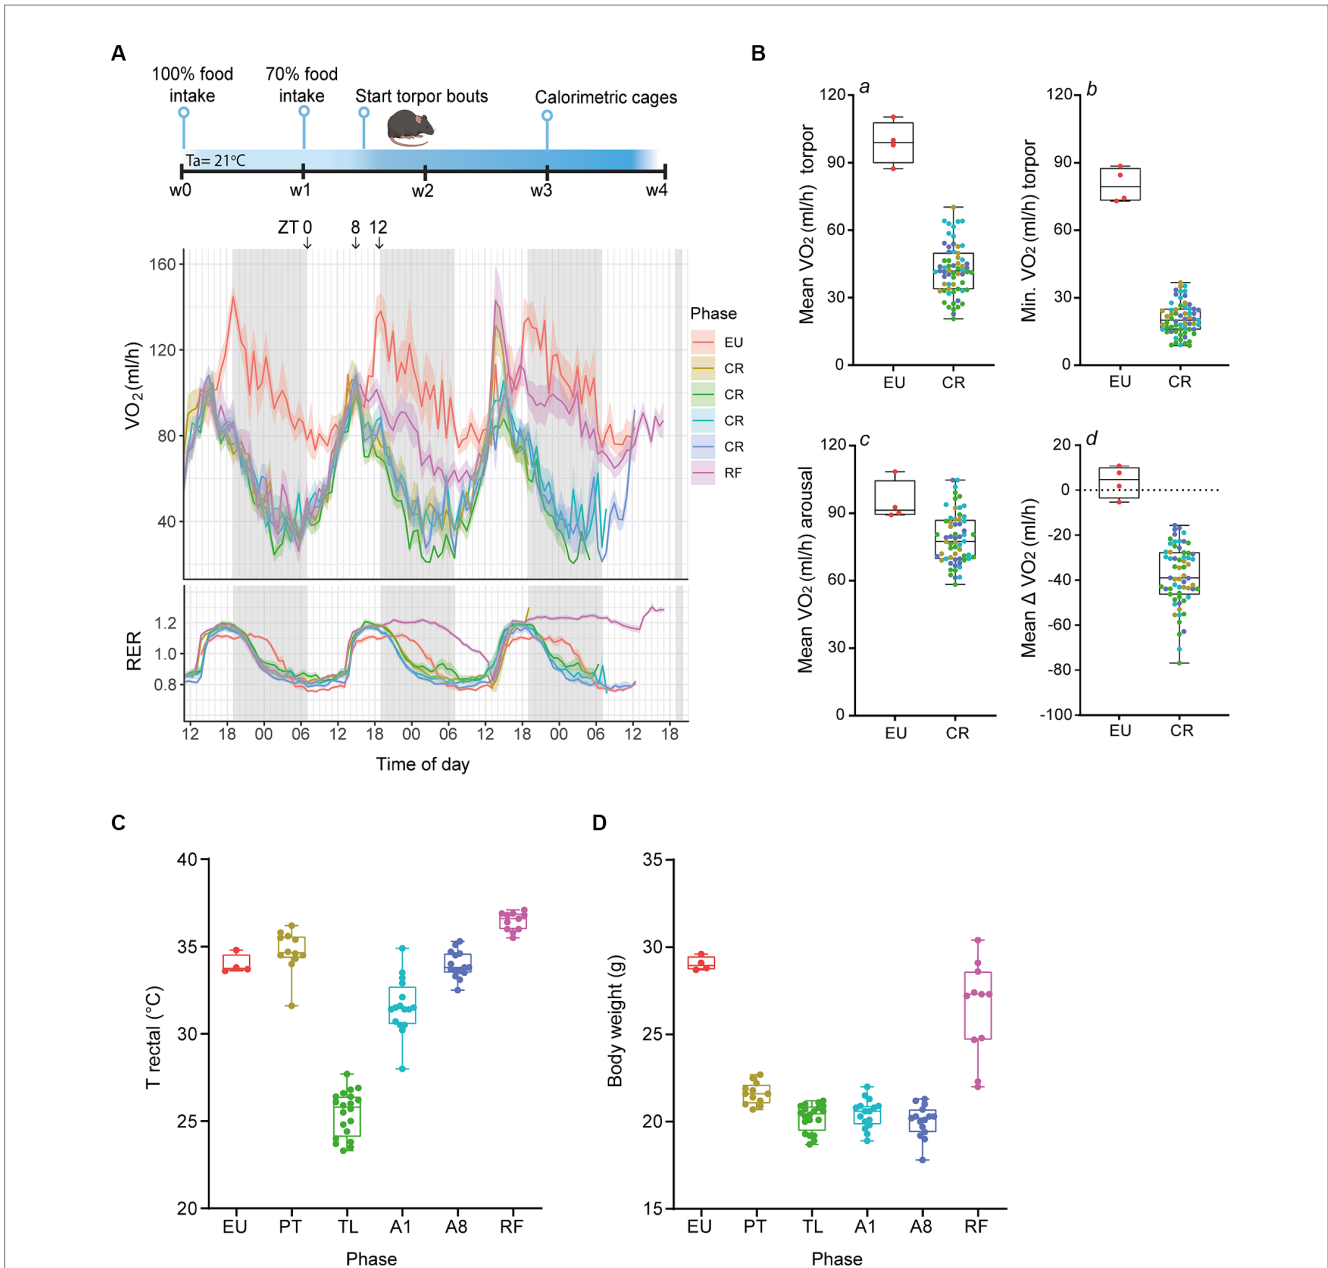 A
100% food
intake
70% food
intake
Start torpor bouts
Calorimetric cages
Ta= 21°C
w0
w1
w2
w3
w4
ZT 0
8
12
VO2 (ml/h)
160
120
80
40
Phase
EU
CR
CR
CR
CR
RF
RER
1.2
1.0
0.8
12
18
00
06
12
18
00
06
12
18
00
06
12
18
Time of day
B
a
Mean VO2 (ml/h) torpor
120
90
60
30
0
EU
CR
b
Min. VO2 (ml/h) torpor
120
90
60
30
0
EU
CR
c
Mean VO2 (ml/h) arousal
120
90
60
30
0
EU
CR
d
Mean Δ VO2 (ml/h)
20
0
-20
-40
-60
-80
-100
EU
CR
C
T rectal (°C)
40
35
30
25
20
EU
PT
TL
A1
A8
RF
Phase
D
Body weight (g)
35
30
25
20
15
EU
PT
TL
A1
A8
RF
Phase